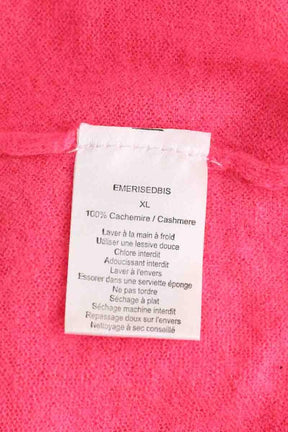 EMERISEDBIS
XL
100% Cachemire / Cashmere
Laver à la main à froid
Utiliser une lessive douce
Chlore interdit
Adoucissant interdit
Laver à l'envers
Essorer dans une serviette éponge
Ne pas tordre
Séchage à plat
Séchage machine interdit
Repassage doux sur l'envers
Nettoyage à sec conseillé